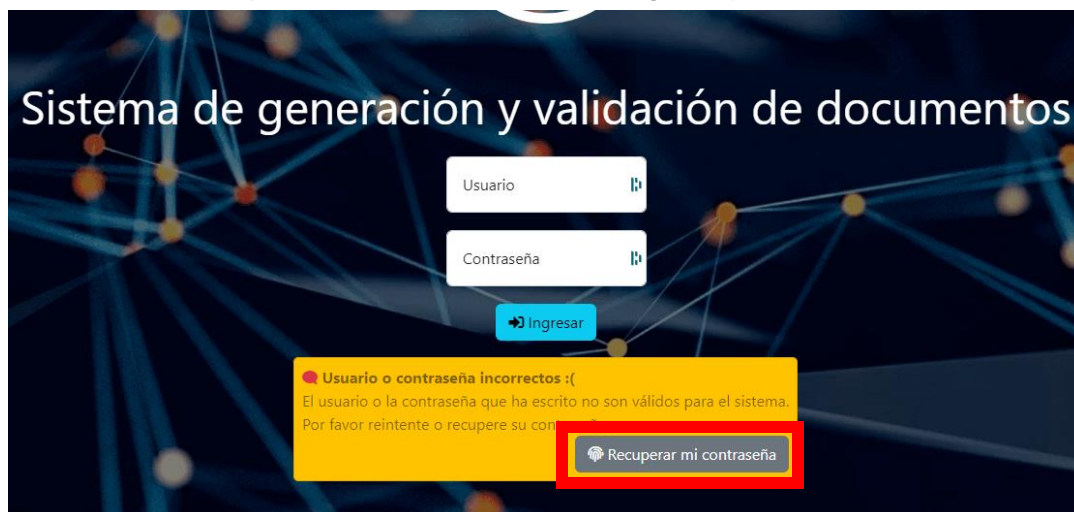 Sistema de generación y validación de documentos
Usuario
Contraseña
Ingresar
Usuario o contraseña incorrectos :(
El usuario o la contraseña que ha escrito no son válidos para el sistema.
Por favor reintente o recupere su
Recuperar mi contraseña